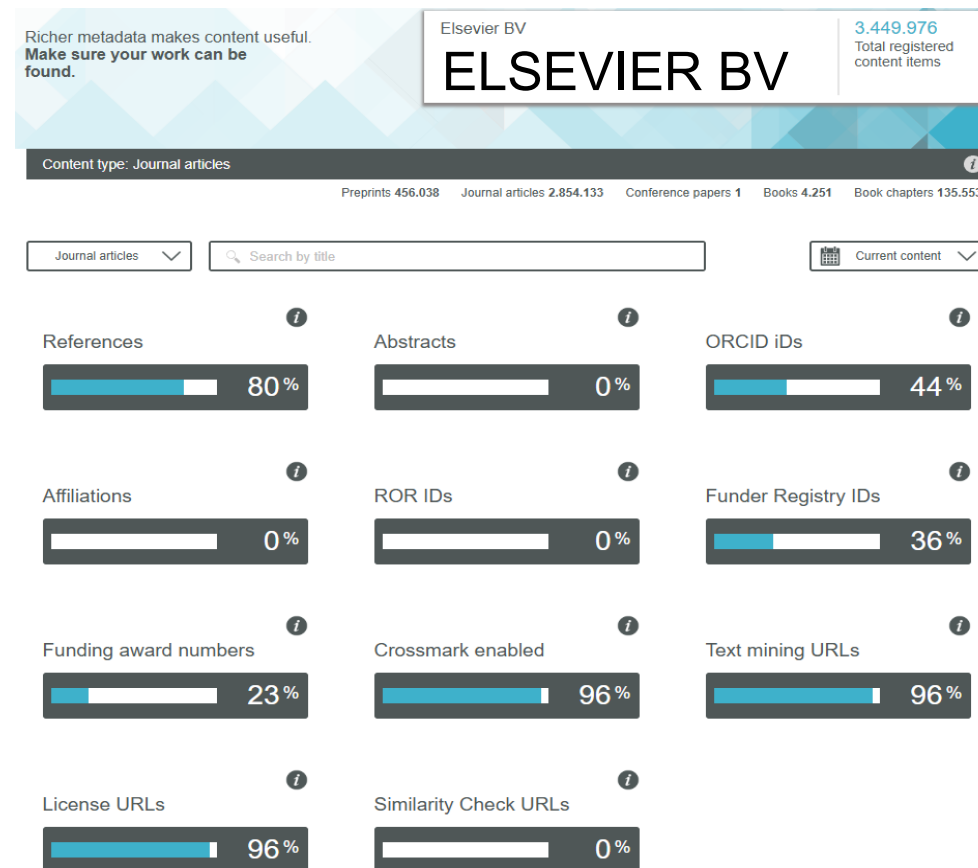 Richer metadata makes content useful.
Make sure your work can be
found.
Elsevier BV
ELSEVIER BV
3.449.976
Total registered
content items
Content type: Journal articles
i
Preprints 456.038 Journal articles 2.854.133 Conference papers 1 Books 4.251 Book chapters 135.553
Journal articles
Search by title
Current content
i
i
i
References
Abstracts
ORCID iDs
80 %
0 %
44 %
i
i
Affiliations
ROR IDs
Funder Registry IDs
0 %
0 %
36 %
i
i
i
Funding award numbers
Crossmark enabled
Text mining URLs
23 %
96 %
96 %
i
i
License URLs
Similarity Check URLs
96 %
0 %